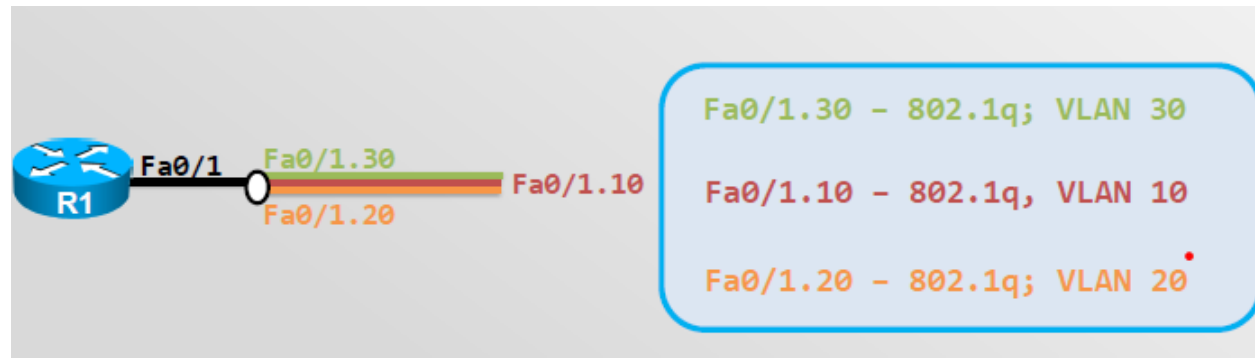 R1
Fa0/1
Fa0/1.30
Fa0/1.10
Fa0/1.20
Fa0/1.30 – 802.1q; VLAN 30
Fa0/1.10 – 802.1q, VLAN 10
Fa0/1.20 – 802.1q; VLAN 20